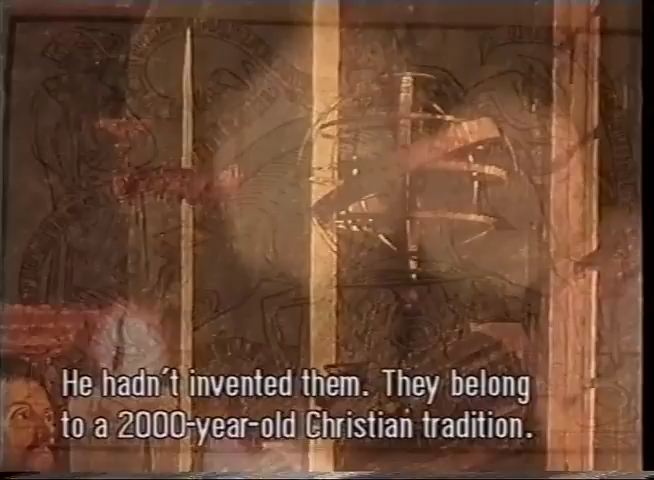 He hadn't invented them. They belong
to a 2000-year-old Christian tradition.